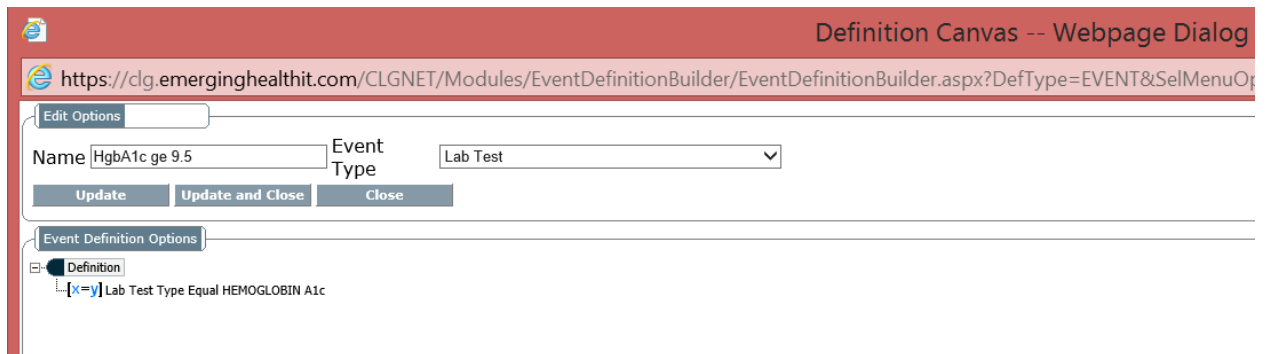 Definition Canvas -- Webpage Dialog
https://clg.emerginghealthit.com/CLGNET/Modules/EventDefinitionBuilder/EventDefinitionBuilder.aspx?DefType=EVENT&SelMenuOp
Edit Options
Name HgbA1c ge 9.5 Event Type Lab Test
Update Update and Close Close
Event Definition Options
Definition
[x=y] Lab Test Type Equal HEMOGLOBIN A1c